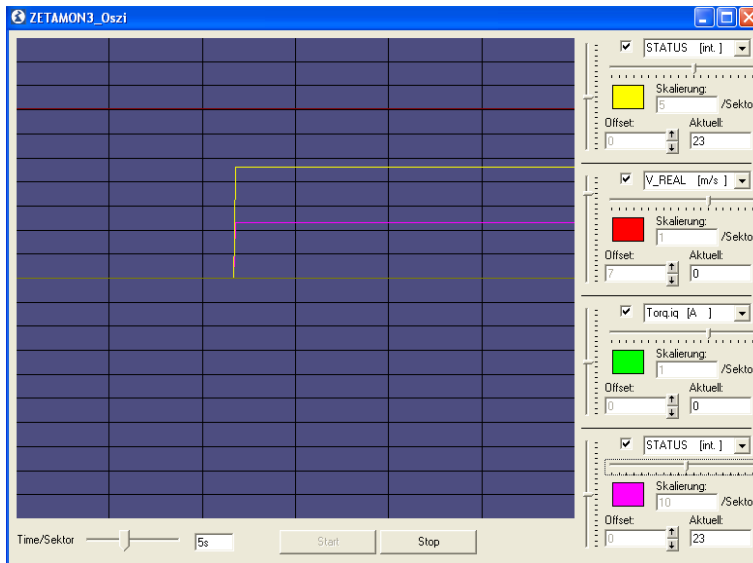 ZETAMON3_Oszi
STATUS [int.]
Skalierung:
5 /Sekto
Offset: Aktuell:
0 23
V_REAL [m/s ]
Skalierung:
1 /Sekto
Offset: Aktuell:
7 0
Torq.iq [A ]
Skalierung:
1 /Sekto
Offset: Aktuell:
0 0
STATUS [int.]
Skalierung:
10 /Sekto
Offset: Aktuell:
0 23
Time/Sektor 5s Start Stop